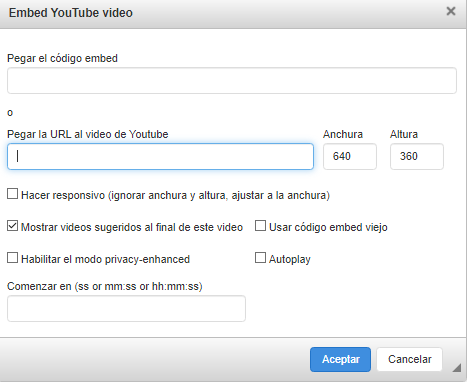 Embed YouTube video
Pegar el código embed
o
Pegar la URL al video de Youtube Anchura Altura
640 360
Hacer responsivo (ignorar anchura y altura, ajustar a la anchura)
Mostrar videos sugeridos al final de este video Usar código embed viejo
Habilitar el modo privacy-enhanced Autoplay
Comenzar en (ss or mm:ss or hh:mm:ss)
Aceptar Cancelar